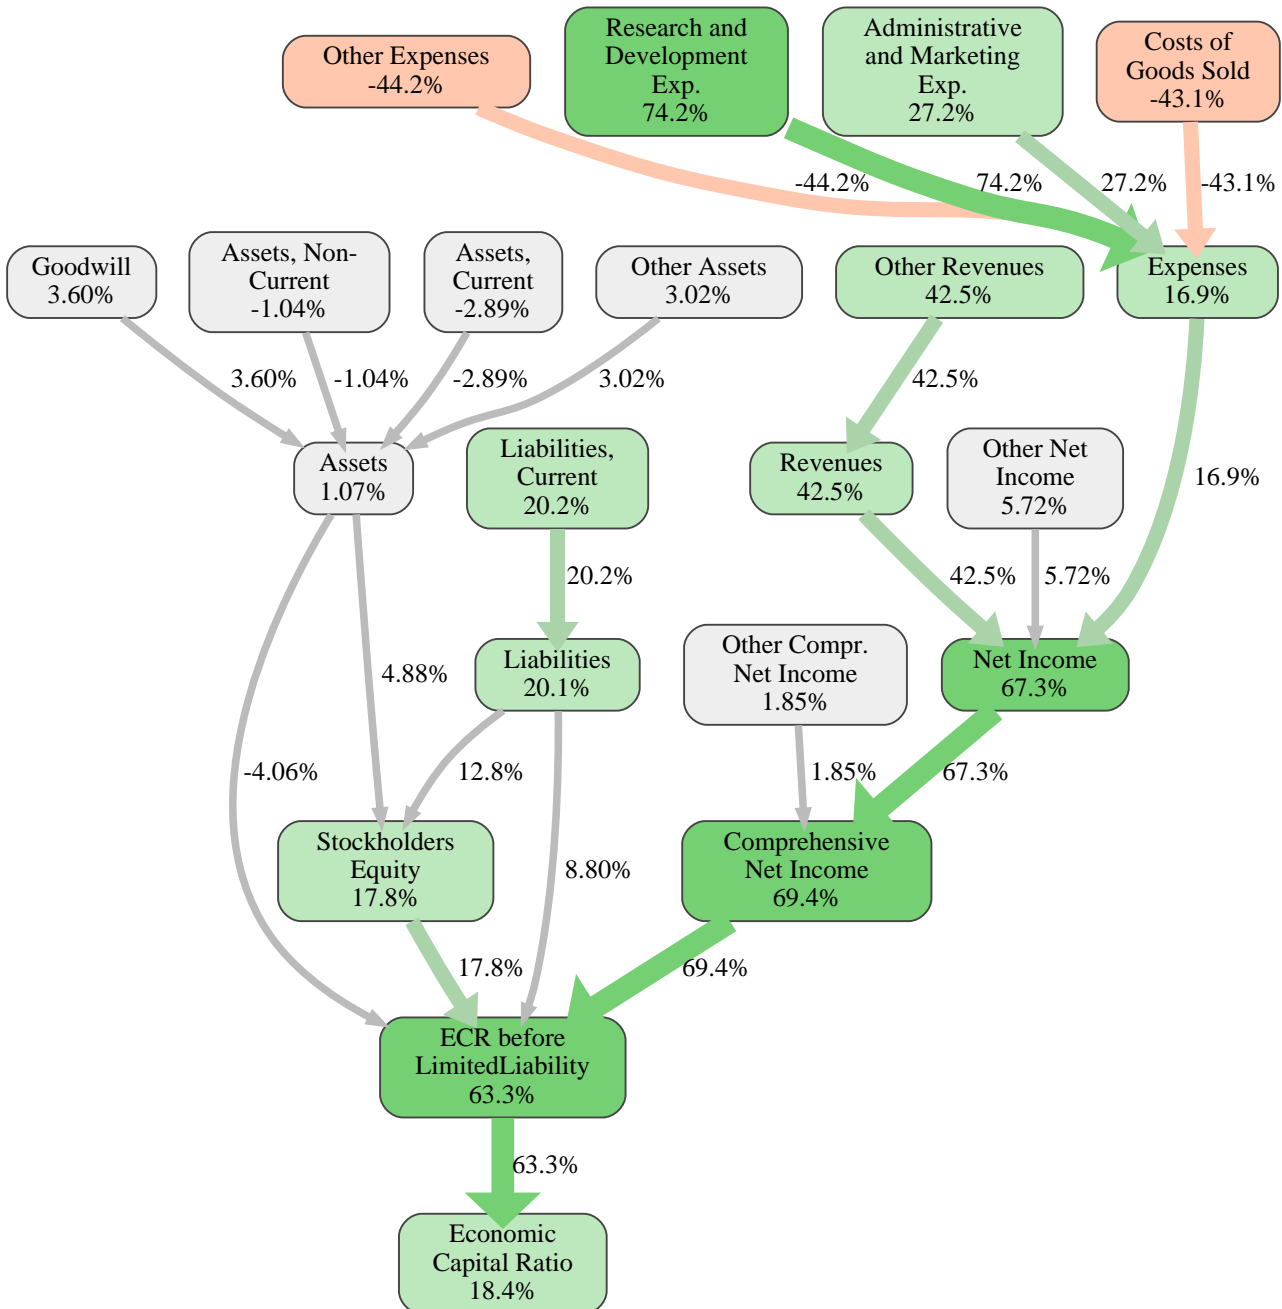 Other Expenses
-44.2%
Research and
Development
Exp.
74.2%
Administrative
and Marketing
Exp.
27.2%
Costs of
Goods Sold
-43.1%
-44.2%
74.2%
27.2%
-43.1%
Goodwill
3.60%
Assets, Non-
Current
-1.04%
Assets,
Current
-2.89%
Other Assets
3.02%
Other Revenues
42.5%
Expenses
16.9%
3.60%
-1.04%
-2.89%
3.02%
42.5%
Assets
1.07%
Liabilities,
Current
20.2%
Revenues
42.5%
Other Net
Income
5.72%
16.9%
20.2%
42.5%
5.72%
4.88%
Liabilities
20.1%
Other Compr.
Net Income
1.85%
Net Income
67.3%
-4.06%
12.8%
1.85%
67.3%
Stockholders
Equity
17.8%
8.80%
Comprehensive
Net Income
69.4%
17.8%
69.4%
ECR before
LimitedLiability
63.3%
63.3%
Economic
Capital Ratio
18.4%